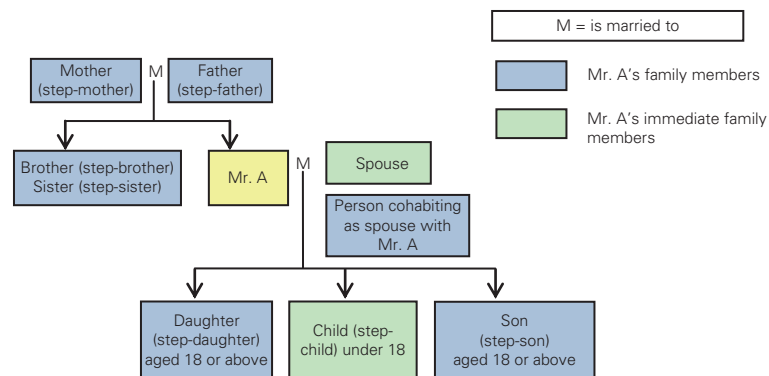 M = is married to
Mother
(step-mother)
M
Father
(step-father)
Mr. A's family members
Mr. A's immediate family
members
Brother (step-brother)
Sister (step-sister)
Mr. A
M
Spouse
Person cohabiting
as spouse with
Mr. A
Daughter
(step-daughter)
aged 18 or above
Child (step-
child) under 18
Son
(step-son)
aged 18 or above